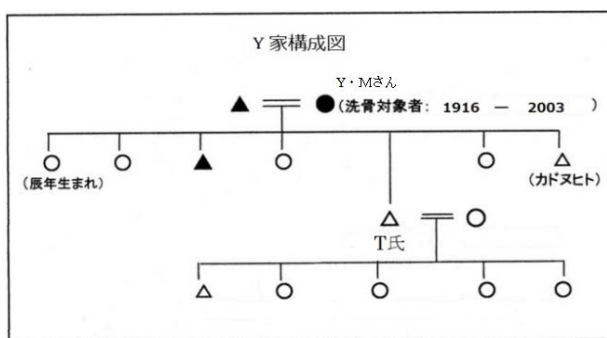 Y家構成図
Y・Mさん
(洗骨対象者: 1916 ― 2003 )
(辰年生まれ)
(カドヌヒト)
T氏